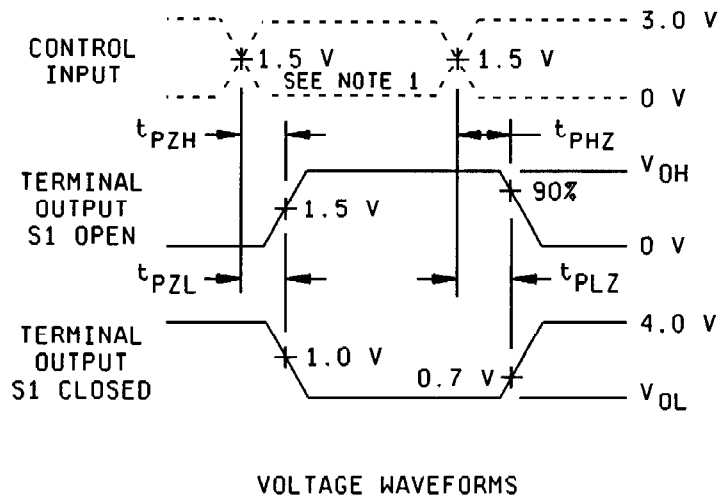 3.0 V
CONTROL
INPUT
1.5 V
1.5 V
SEE NOTE 1
0 V
tPZH
tPHZ
VOH
TERMINAL
OUTPUT
S1 OPEN
90%
1.5 V
0 V
tPZL
tPLZ
4.0 V
TERMINAL
OUTPUT
S1 CLOSED
1.0 V
0.7 V
VOL
VOLTAGE WAVEFORMS